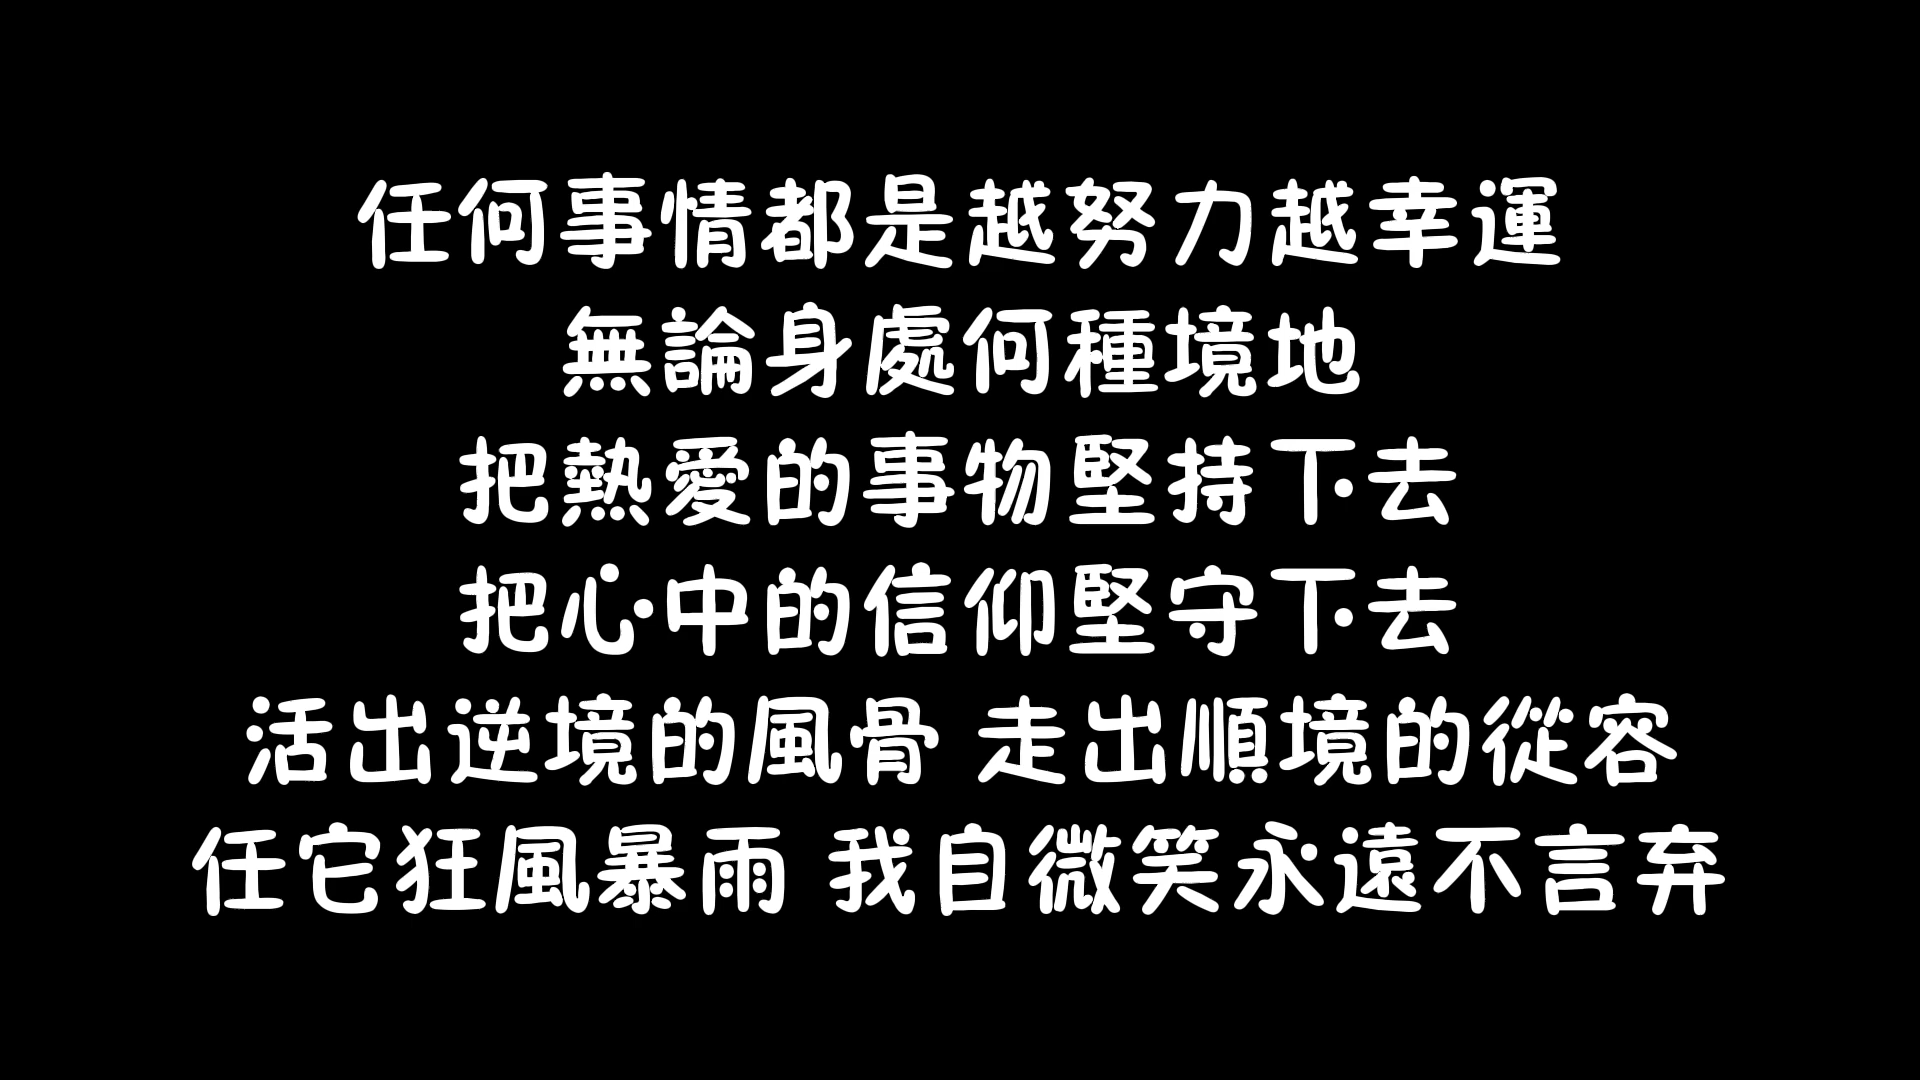 任何事情都是越努力越幸運
無論身處何種境地
把熱愛的事物堅持下去
把心中的信仰堅守下去
活出逆境的風骨 走出順境的從容
任它狂風暴雨 我自微笑永遠不言弃